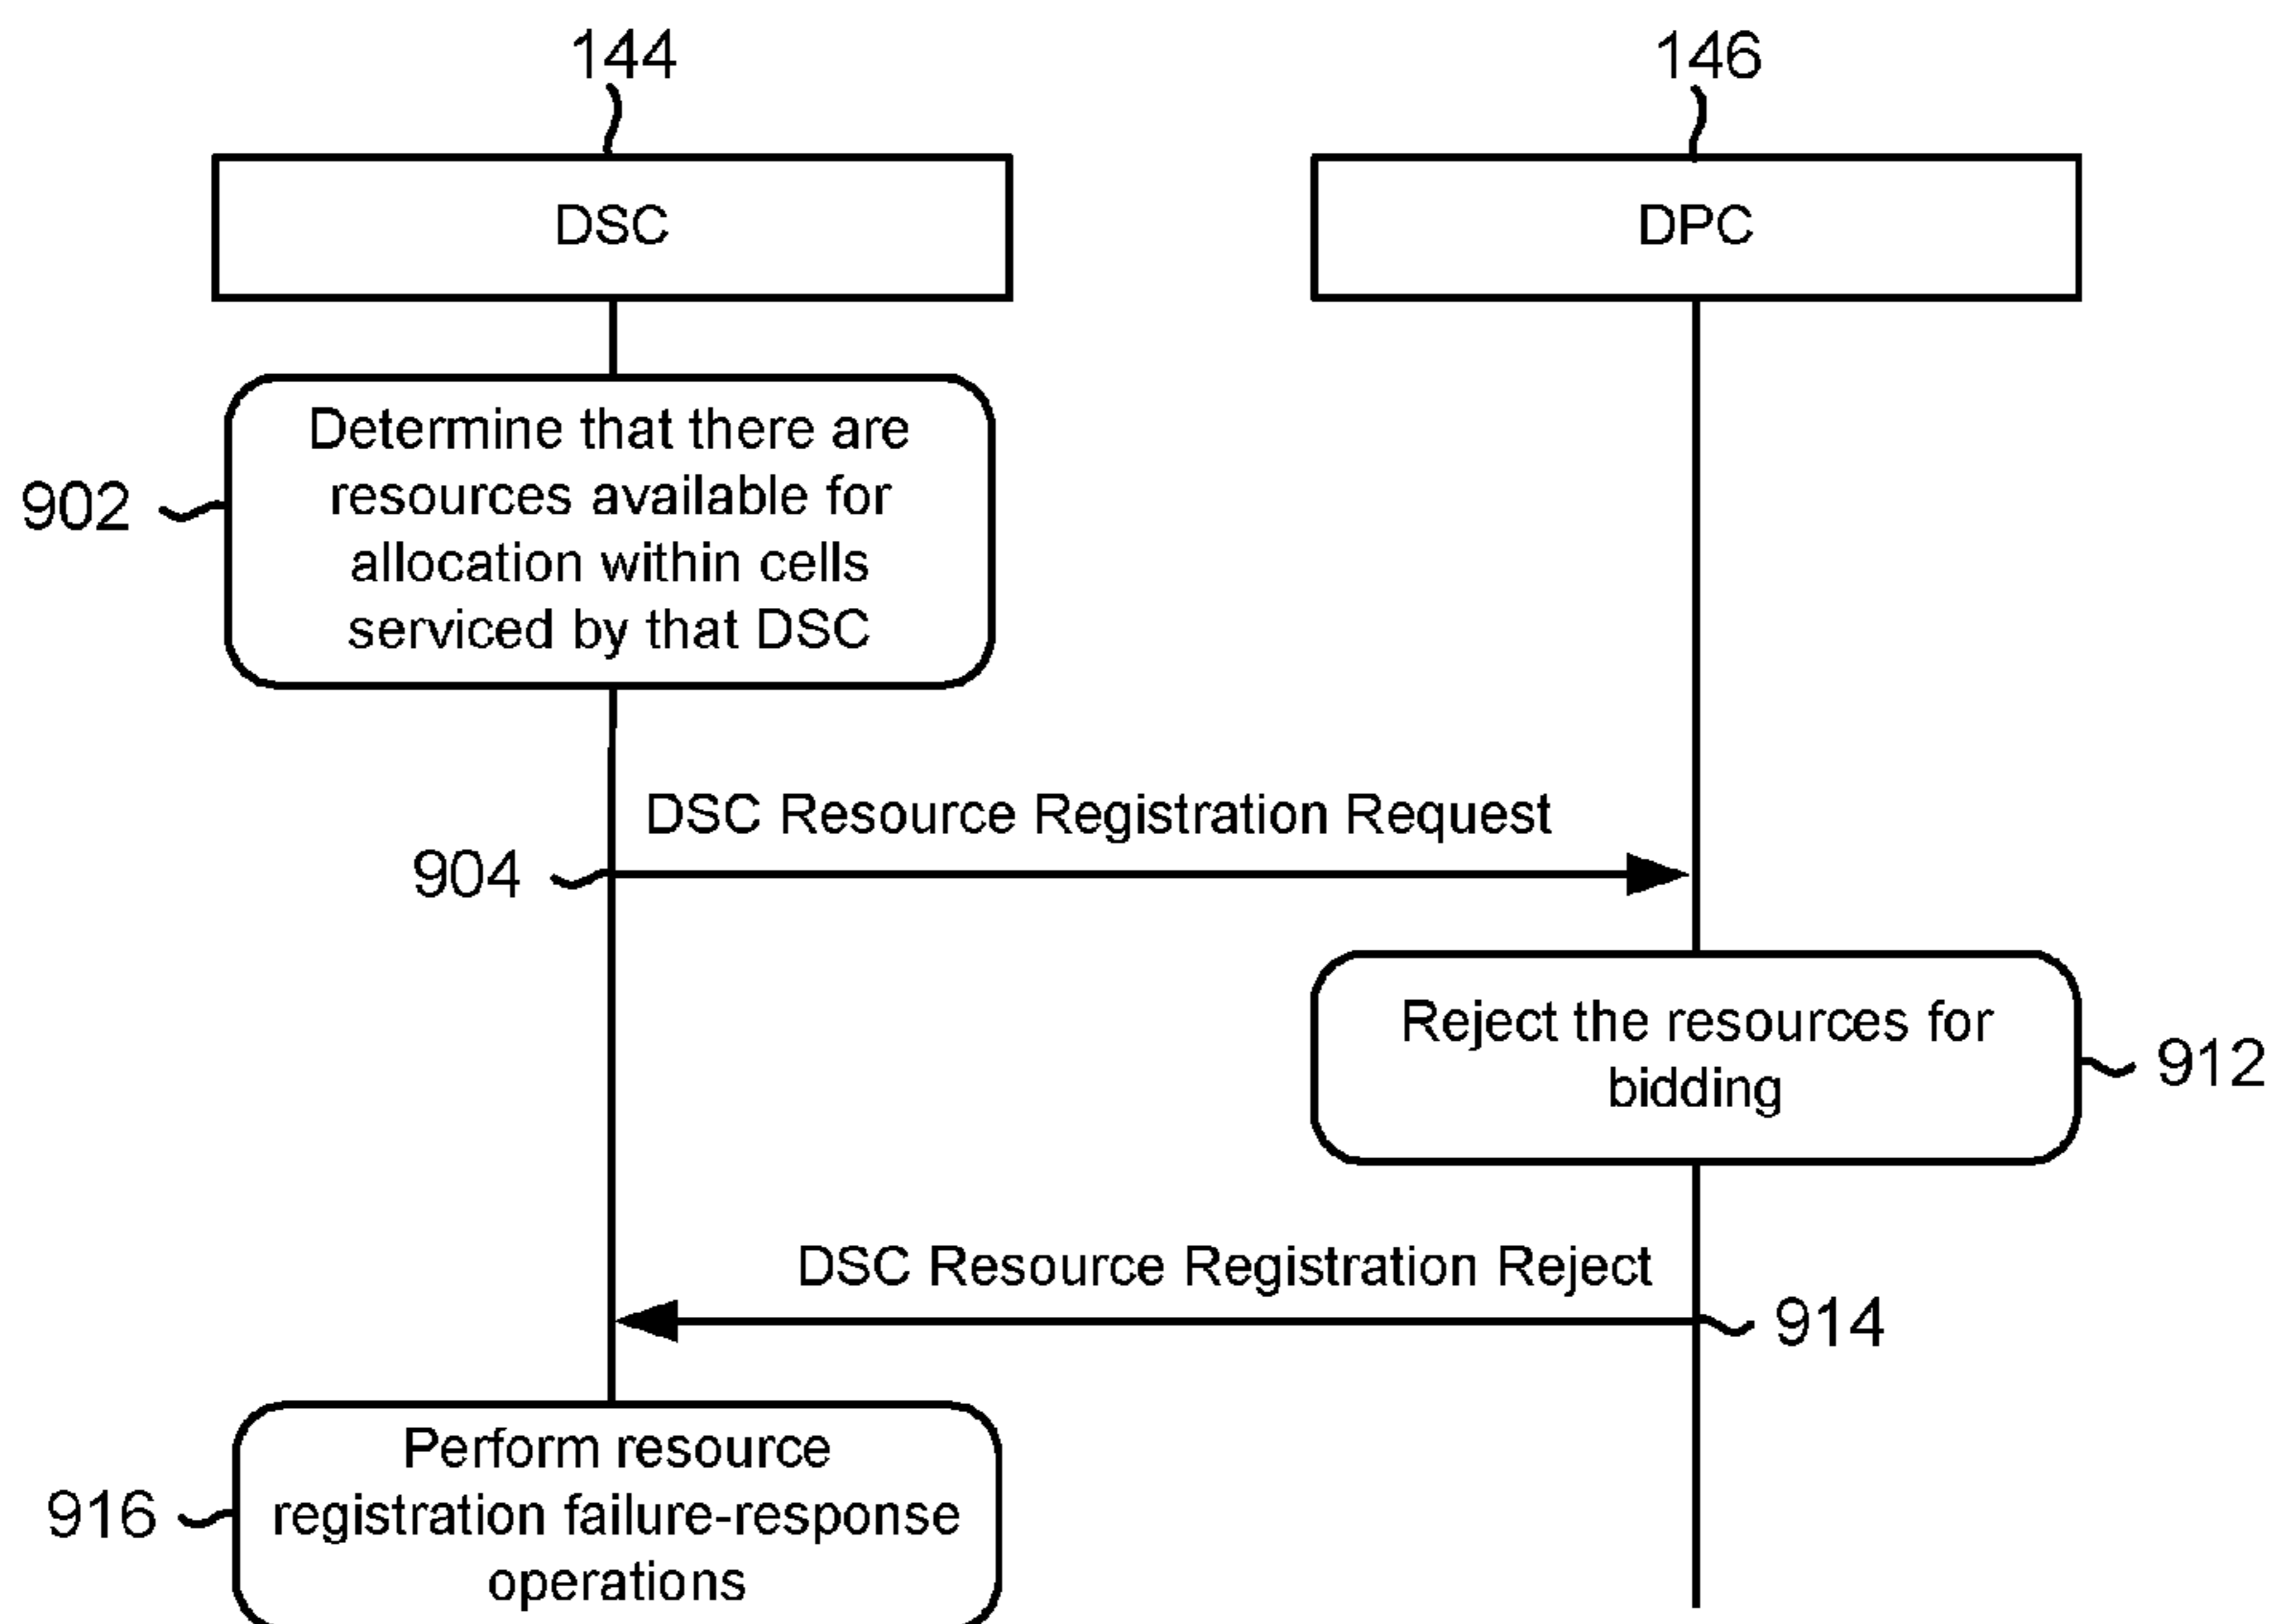 144
146
DSC
DPC
902
Determine that there are
resources available for
allocation within cells
serviced by that DSC
DSC Resource Registration Request
904
Reject the resources for
bidding
912
DSC Resource Registration Reject
914
916
Perform resource
registration failure-response
operations